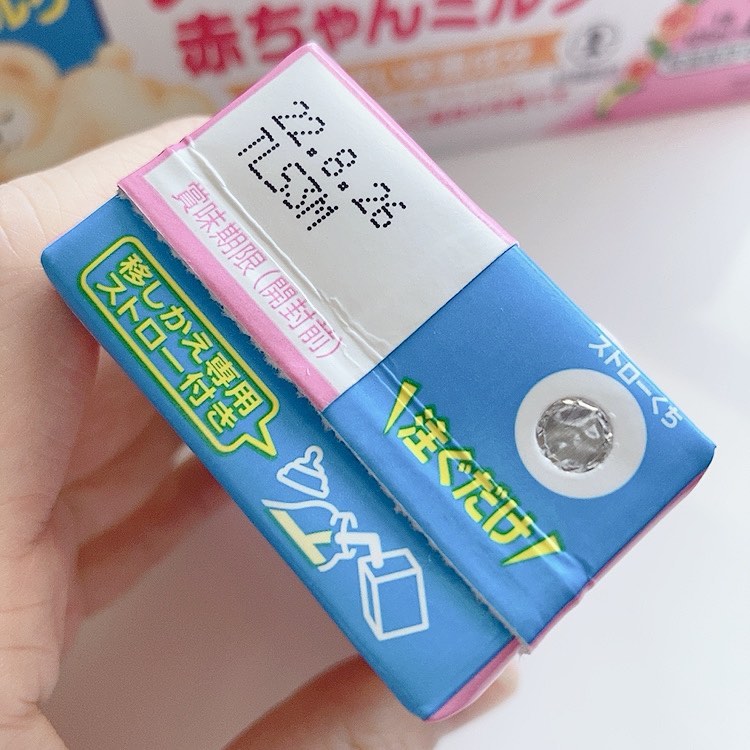 赤ちゃんミルク
22.8.26
TLSSM
賞味期限(開封前)
移しかえ専用
ストロー付き
ストローくち
注ぐだけ